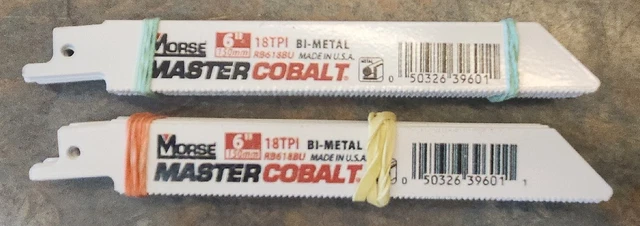 MORSE 6" 18TPI BI-METAL
150mm RB618BU MADE IN U.S.A.
MASTER COBALT METAL
0 50326 39601
MORSE 6" 18TPI BI-METAL
150mm RB618BU MADE IN U.S.A.
MASTER COBALT
0 50326 39601 1